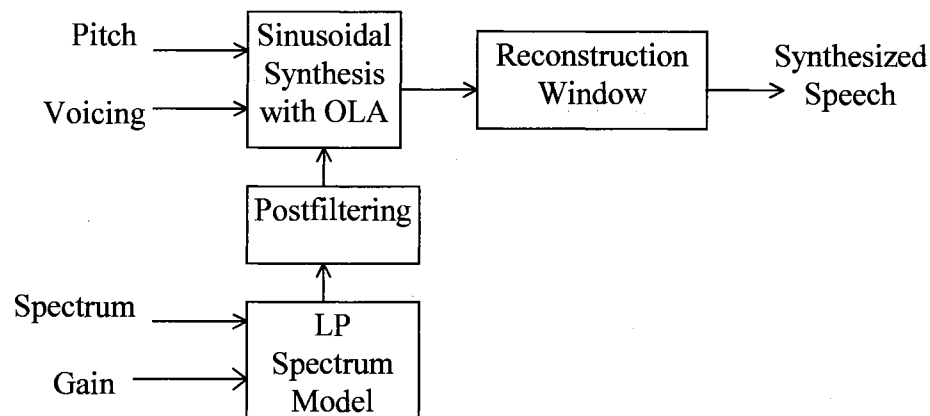 Pitch
Voicing
Sinusoidal
Synthesis
with OLA
Reconstruction
Window
Synthesized
Speech
Postfiltering
Spectrum
Gain
LP
Spectrum
Model